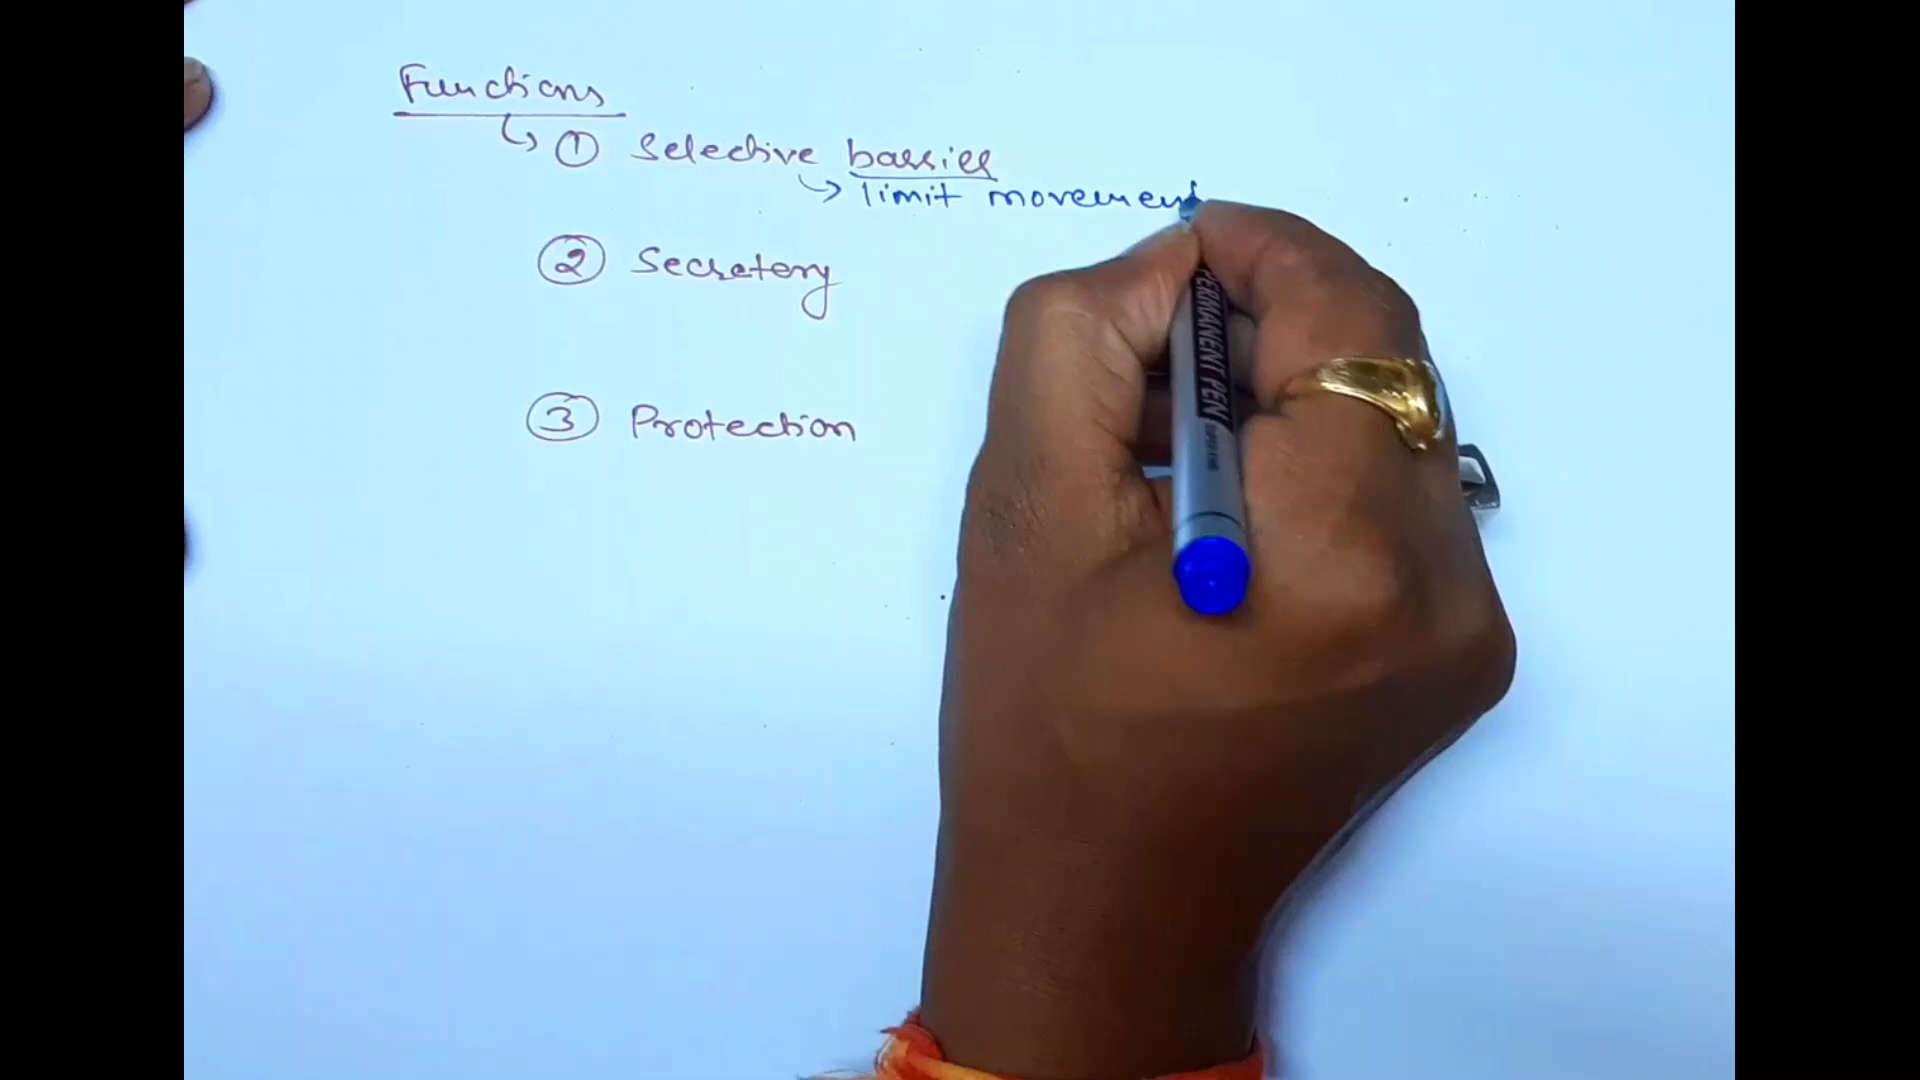 Functions
↳ ① Selective barrier
↳ limit movement
② Secretory
③ Protection
PERMANENT PEN